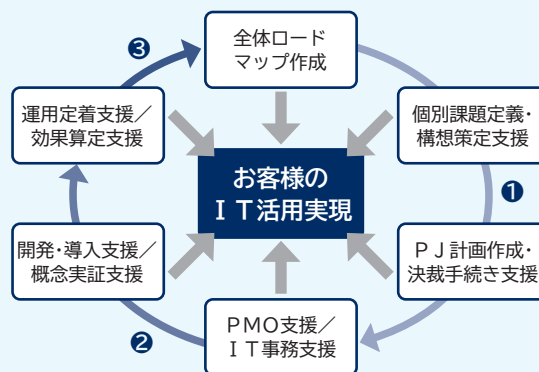 全体ロード
マップ作成
❸
運用定着支援／
効果算定支援
個別課題定義・
構想策定支援
お客様の
ＩＴ活用実現
❶
開発・導入支援／
概念実証支援
ＰＪ計画作成・
決裁手続き支援
❷
PMO支援／
ＩＴ事務支援